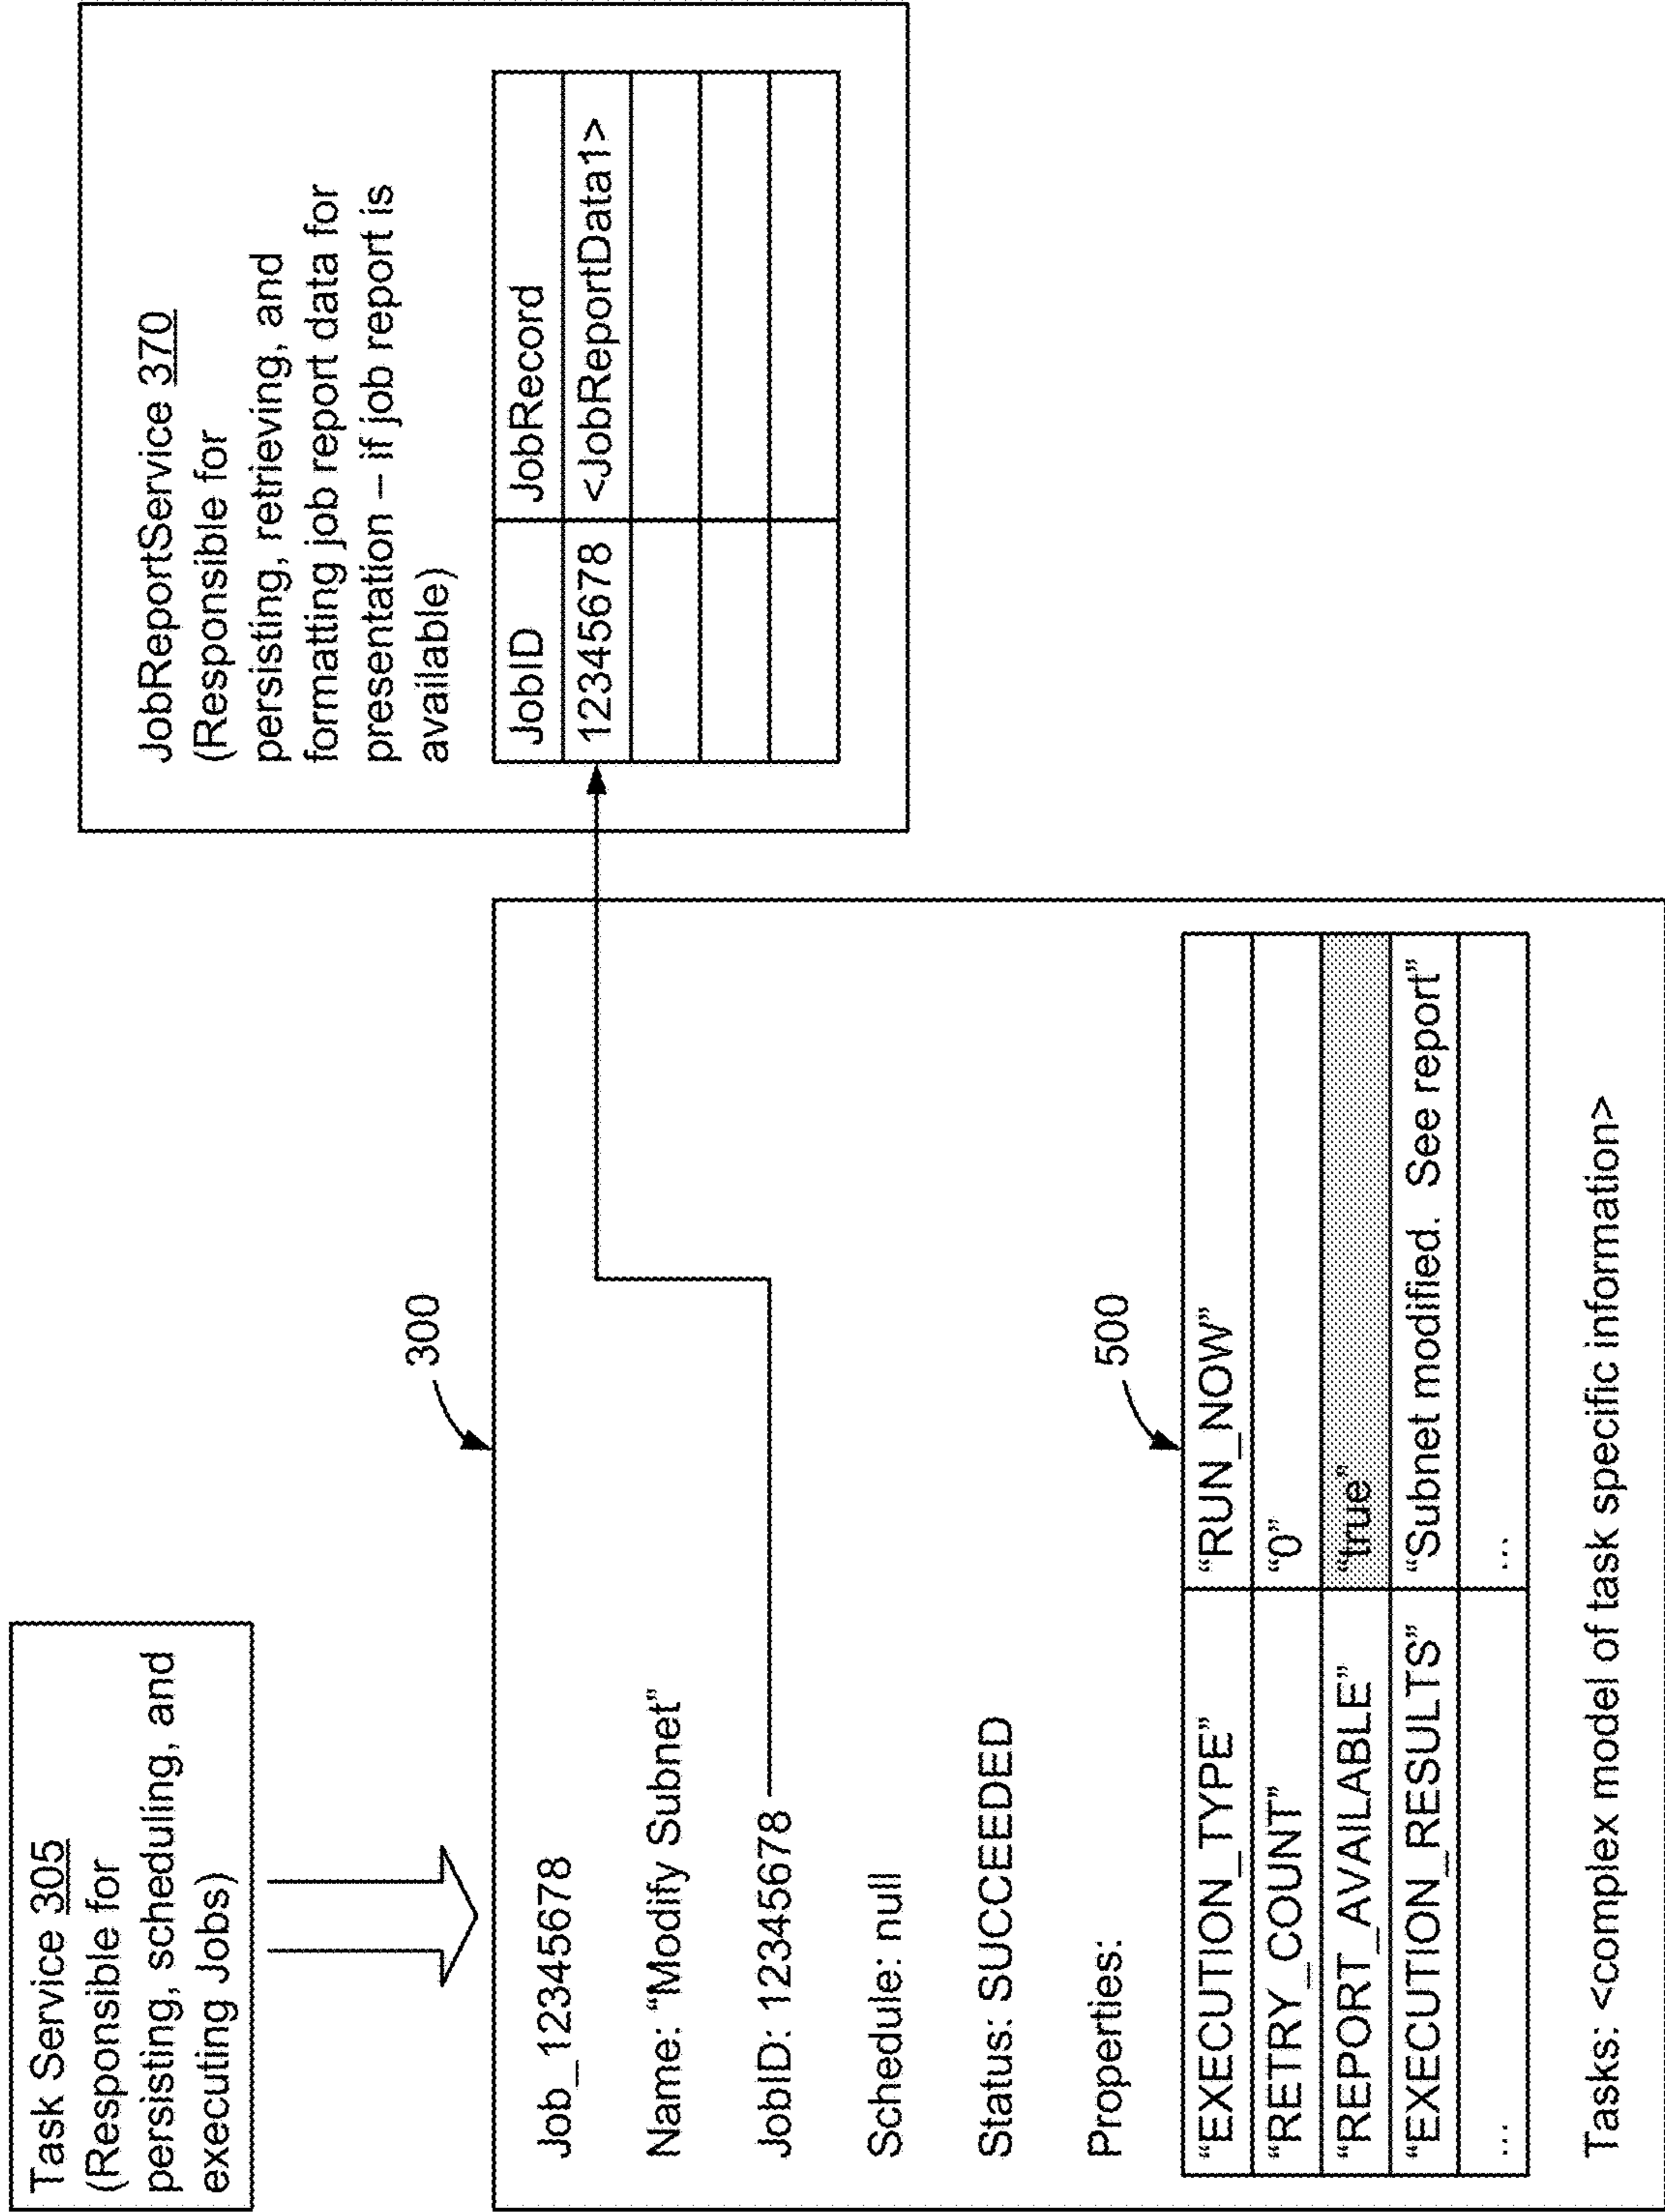 Task Service 305
(Responsible for
persisting, scheduling, and
executing Jobs)
300
Job_12345678
Name: “Modify Subnet”
JobID: 12345678
Schedule: null
Status: SUCCEEDED
Properties:
500
“EXECUTION_TYPE” “RUN_NOW”
“RETRY_COUNT” “0”
“REPORT_AVAILABLE” “true”
“EXECUTION_RESULTS” “Subnet modified. See report”
... ...
Tasks: <complex model of task specific information>
JobReportService 370
(Responsible for
persisting, retrieving, and
formatting job report data for
presentation – if job report is
available)
JobID JobRecord
12345678 <JobReportData1>